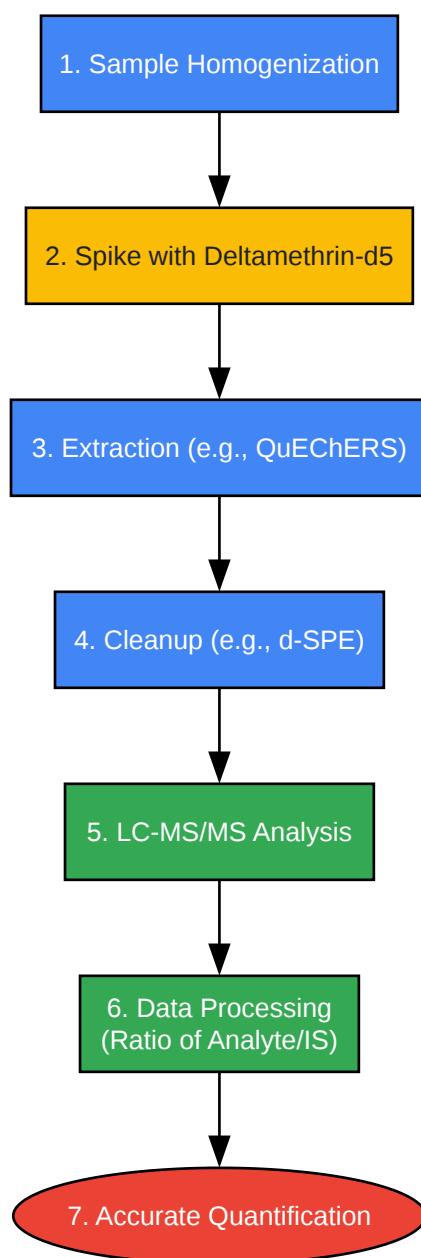 1. Sample Homogenization
2. Spike with Deltamethrin-d5
3. Extraction (e.g., QuEChERS)
4. Cleanup (e.g., d-SPE)
5. LC-MS/MS Analysis
6. Data Processing
(Ratio of Analyte/IS)
7. Accurate Quantification